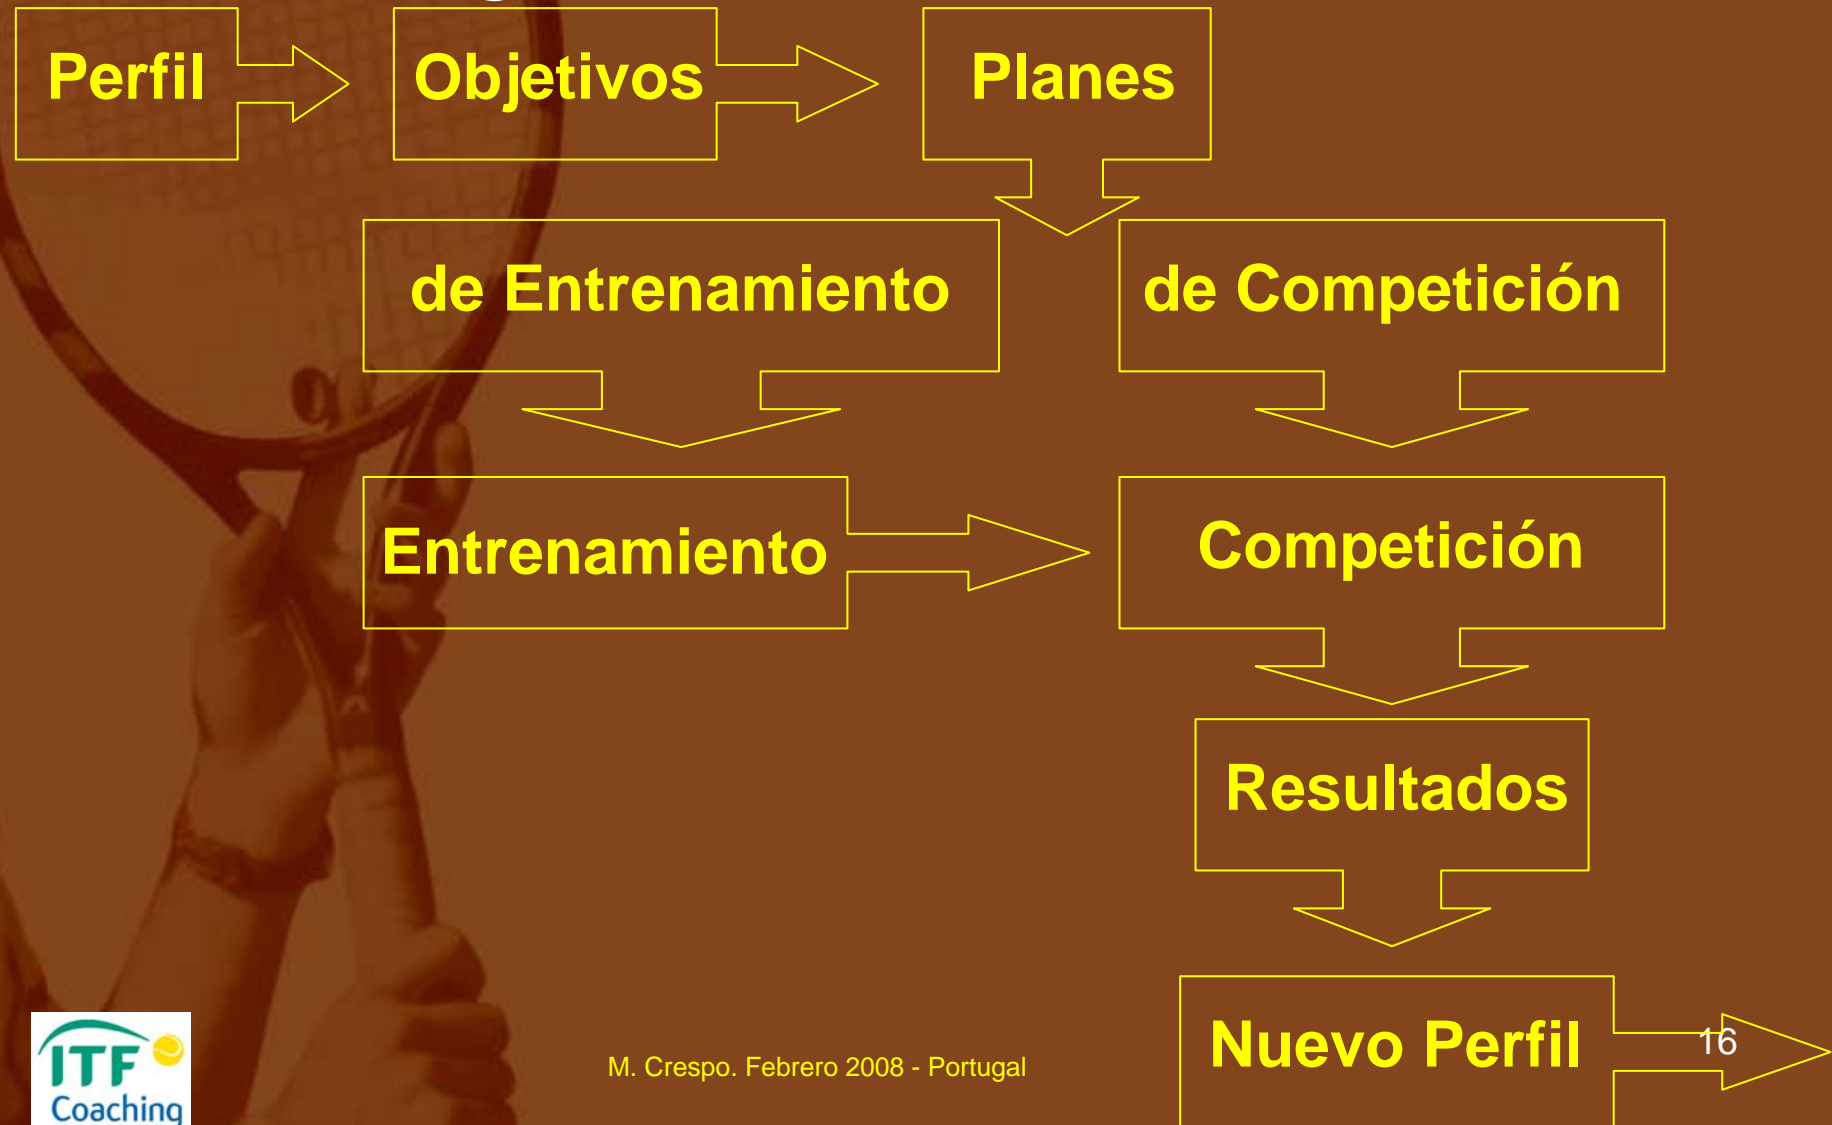 Perfil
Objetivos
Planes
de Entrenamiento
de Competición
Entrenamiento
Competición
Resultados
Nuevo Perfil
16
M. Crespo. Febrero 2008 - Portugal
ITF
Coaching